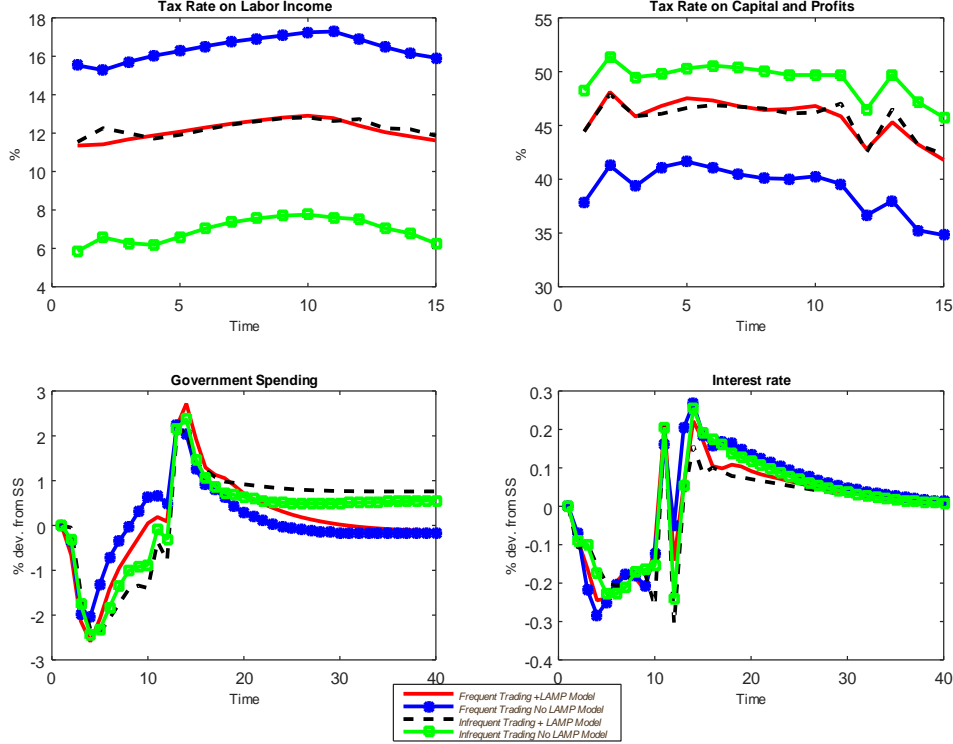 Tax Rate on Labor Income
18
16
14
12
10
8
6
4
%
0 5 10 15
Time
Tax Rate on Capital and Profits
55
50
45
40
35
30
%
0 5 10 15
Time
Government Spending
3
2
1
0
-1
-2
-3
% dev. from SS
0 10 20 30 40
Time
Interest rate
0.3
0.2
0.1
0
-0.1
-0.2
-0.3
-0.4
% dev. from SS
0 10 20 30 40
Time
Frequent Trading +LAMP Model
Frequent Trading No LAMP Model
Infrequent Trading + LAMP Model
Infrequent Trading No LAMP Model